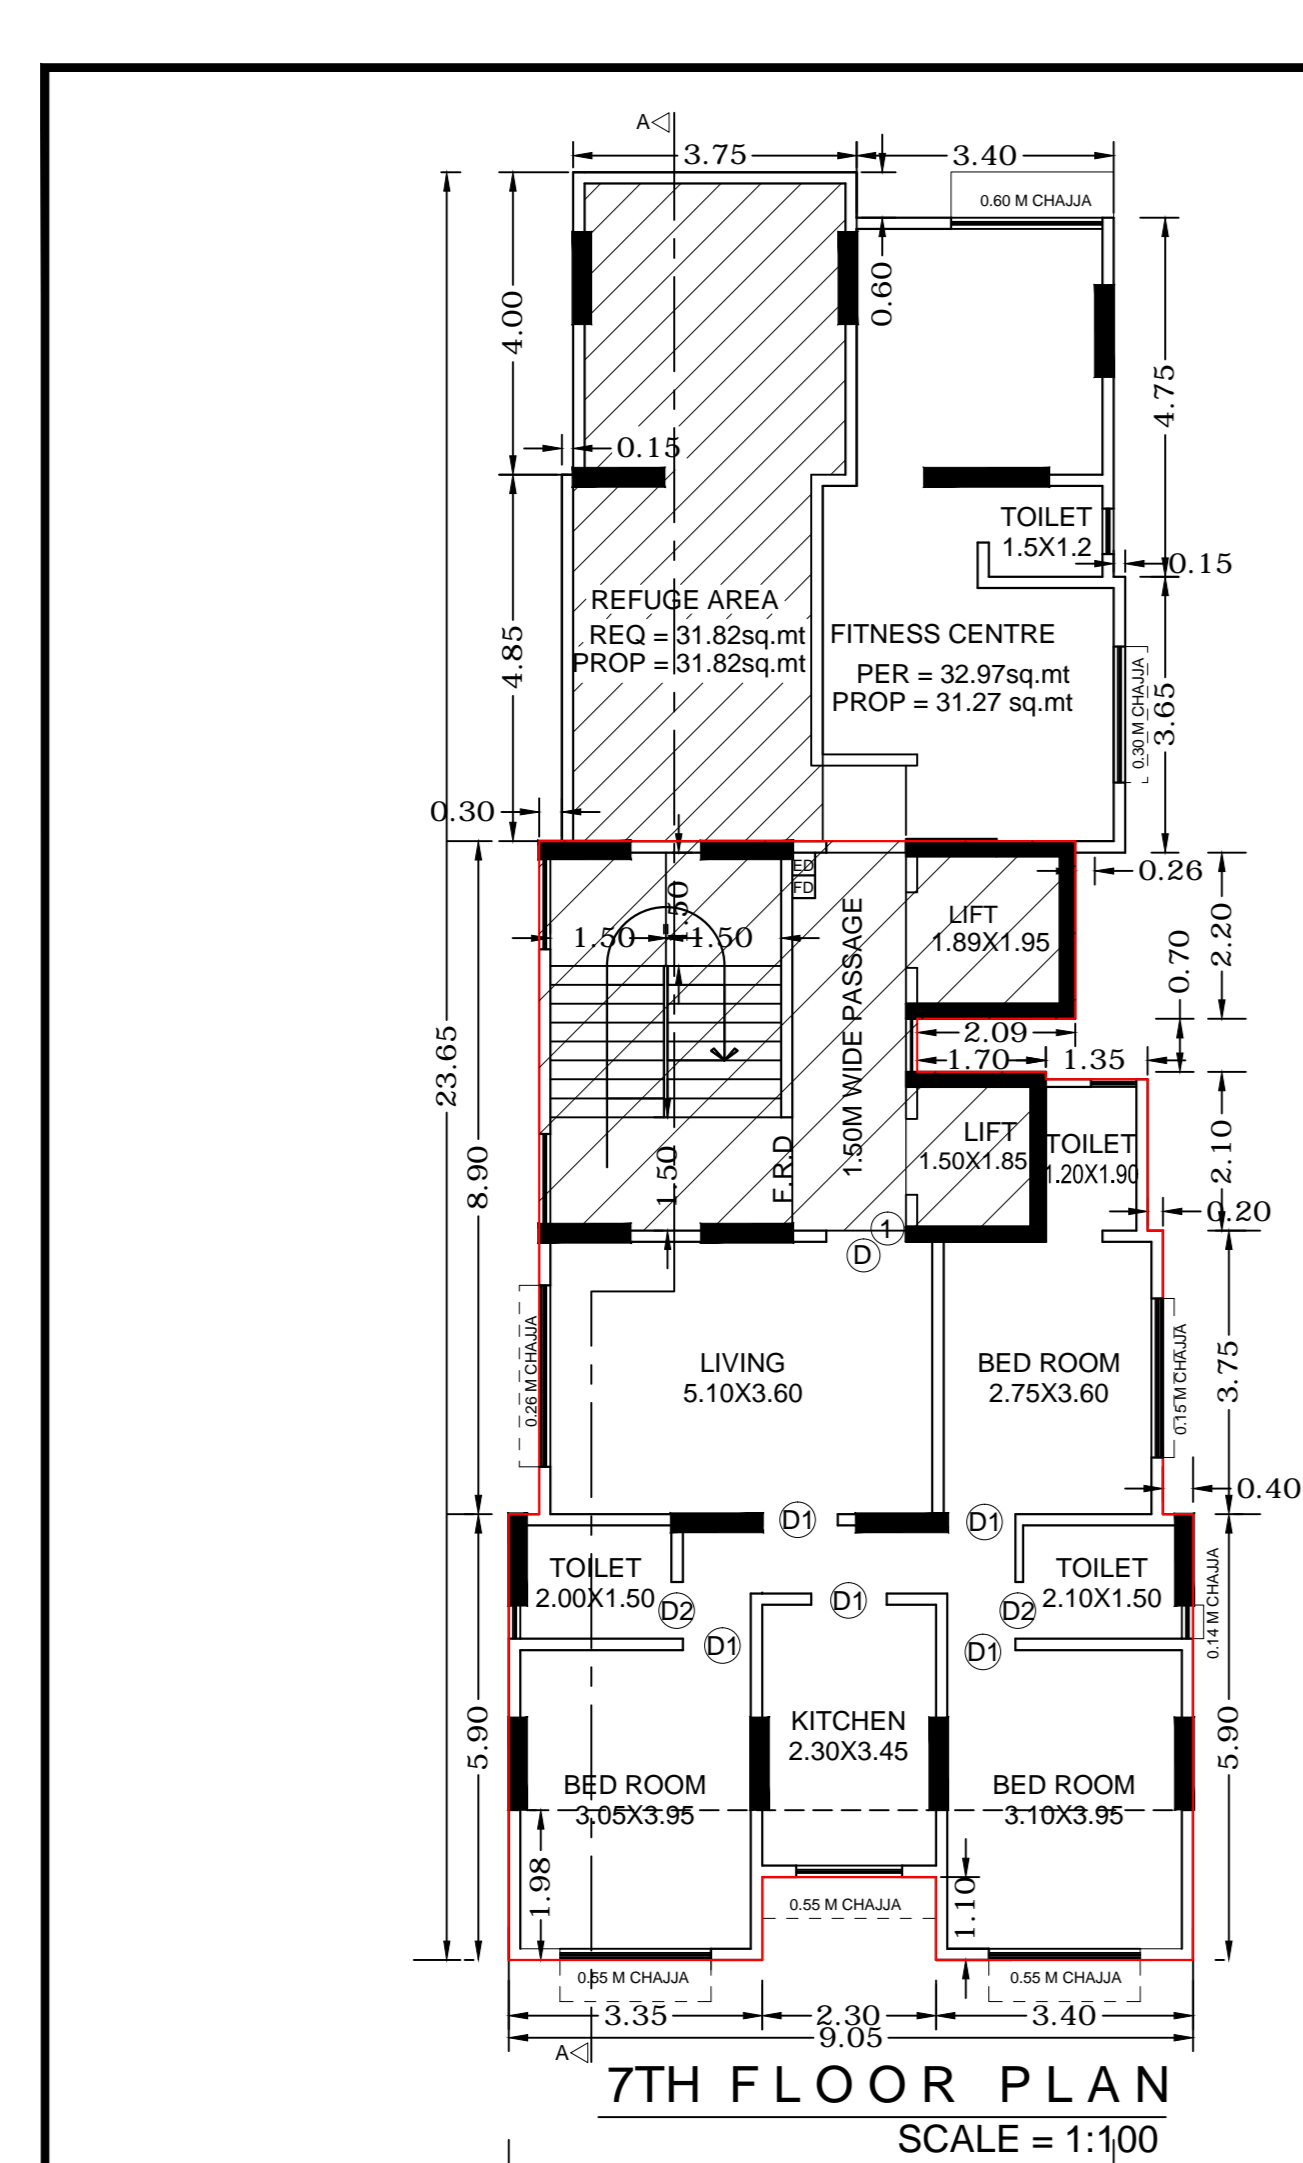 A
3.75
3.40
0.60 M CHAJJA
0.60
4.00
4.75
0.15
TOILET
1.5X1.2
0.15
REFUGE AREA
REQ = 31.82sq.mt
PROP = 31.82sq.mt
FITNESS CENTRE
PER = 32.97sq.mt
PROP = 31.27 sq.mt
4.85
0.30 M CHAJJA
3.65
0.30
0.26
ED
FD
1.50
1.50
1.50
LIFT
1.89X1.95
2.20
0.70
1.50M WIDE PASSAGE
2.09
1.70
1.35
23.65
8.90
1.50
F.R.D
LIFT
1.50X1.85
TOILET
1.20X1.90
2.10
0.20
1
D
0.26 M CHAJJA
LIVING
5.10X3.60
BED ROOM
2.75X3.60
0.15 M CHAJJA
3.75
0.40
D1
D1
TOILET
2.00X1.50
D2
D1
D2
TOILET
2.10X1.50
0.14 M CHAJJA
D1
D1
5.90
KITCHEN
2.30X3.45
5.90
BED ROOM
3.05X3.95
BED ROOM
3.10X3.95
1.98
0.55 M CHAJJA
1.10
0.55 M CHAJJA
0.55 M CHAJJA
3.35
2.30
3.40
9.05
A
7TH FLOOR PLAN
SCALE = 1:100